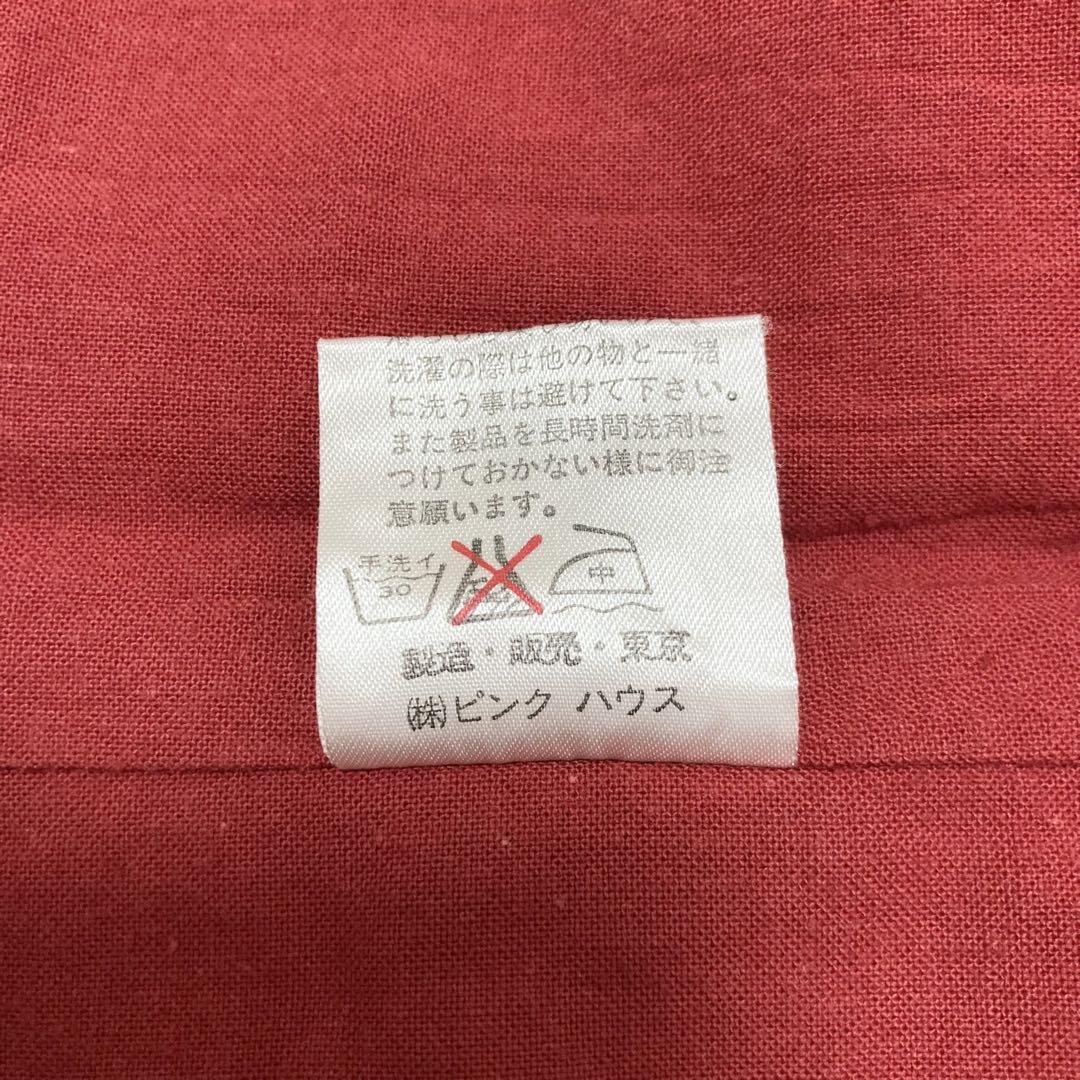 洗濯の際は他の物と一緒
に洗う事は避けて下さい。
また製品を長時間洗剤に
つけておかない様に御注
意願います。
手洗イ
30
中
製造・販売・東京
(株)ピンク ハウス